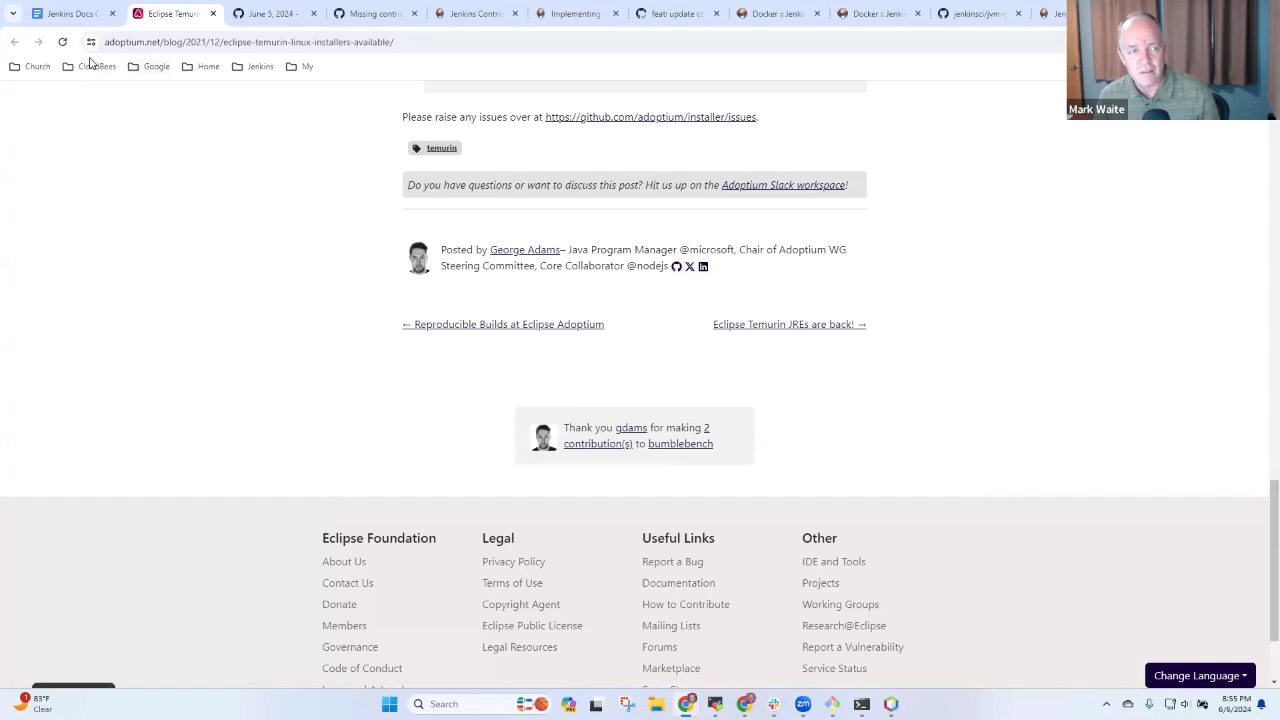 Jenkins Docs
Eclipse Temu
June 5, 2024 -
Jenkins Contri
Implementing
feat: update c
Docker :: Jenk
Docker :: Jenk
jenkinsci/jvm-
Jen
adoptium.net/blog/2021/12/eclipse-temurin-linux-installers-available/
Church
Google
Home
Jenkins
My
Mark Waite
Please raise any issues over at https://github.com/adoptium/installer/issues.
temurin
Do you have questions or want to discuss this post? Hit us up on the Adoptium Slack workspace!
Posted by George Adams– Java Program Manager @microsoft, Chair of Adoptium WG
Steering Committee, Core Collaborator @nodejs
← Reproducible Builds at Eclipse Adoptium
Eclipse Temurin JREs are back! →
Thank you gdams for making 2
contribution(s) to bumblebench
Eclipse Foundation
Legal
Useful Links
Other
About Us
Privacy Policy
Report a Bug
IDE and Tools
Contact Us
Terms of Use
Documentation
Projects
Donate
Copyright Agent
How to Contribute
Working Groups
Members
Eclipse Public License
Mailing Lists
Research@Eclipse
Governance
Legal Resources
Forums
Report a Vulnerability
Code of Conduct
Marketplace
Service Status
Change Language
1
83°F
Clear
Search
zm
8:55 PM
6/6/2024